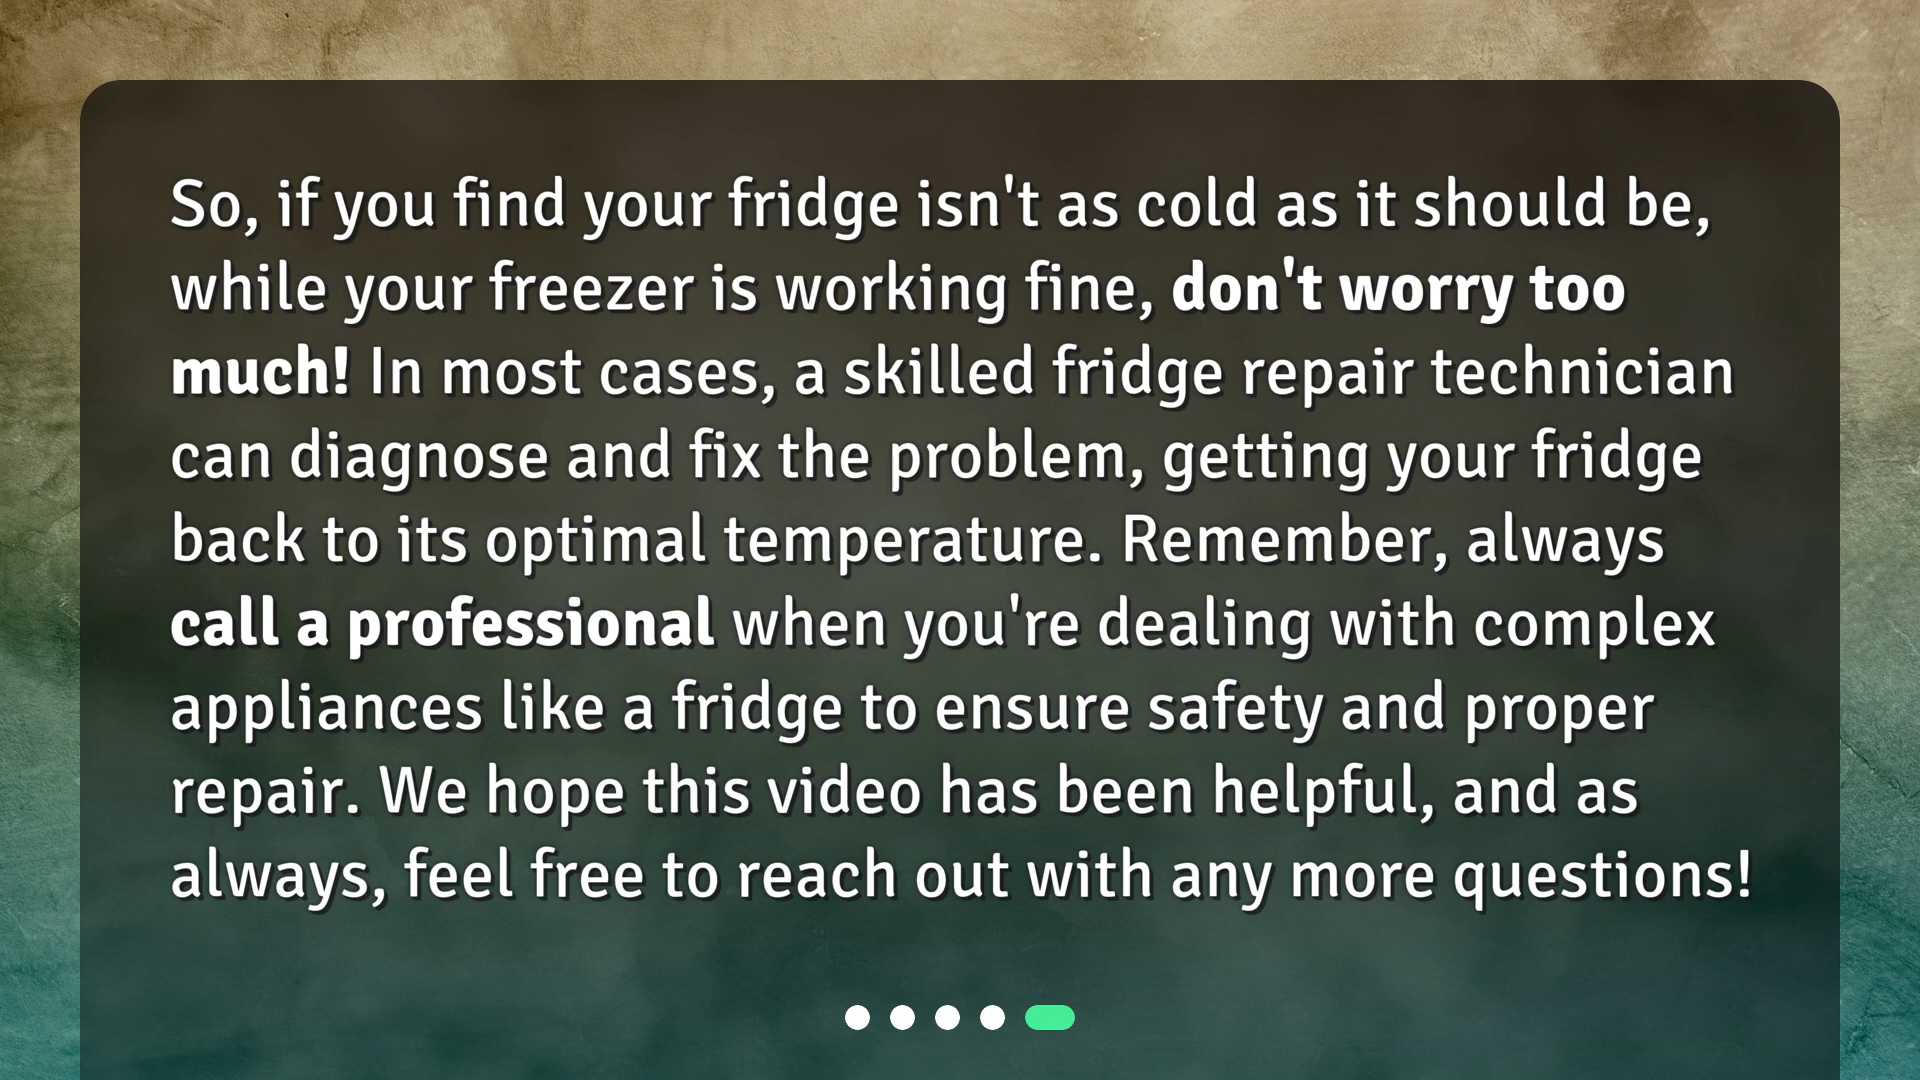 So, if you find your fridge isn't as cold as it should be,
while your freezer is working fine, don't worry too
much! In most cases, a skilled fridge repair technician
can diagnose and fix the problem, getting your fridge
back to its optimal temperature. Remember, always
call a professional when you're dealing with complex
appliances like a fridge to ensure safety and proper
repair. We hope this video has been helpful, and as
always, feel free to reach out with any more questions!